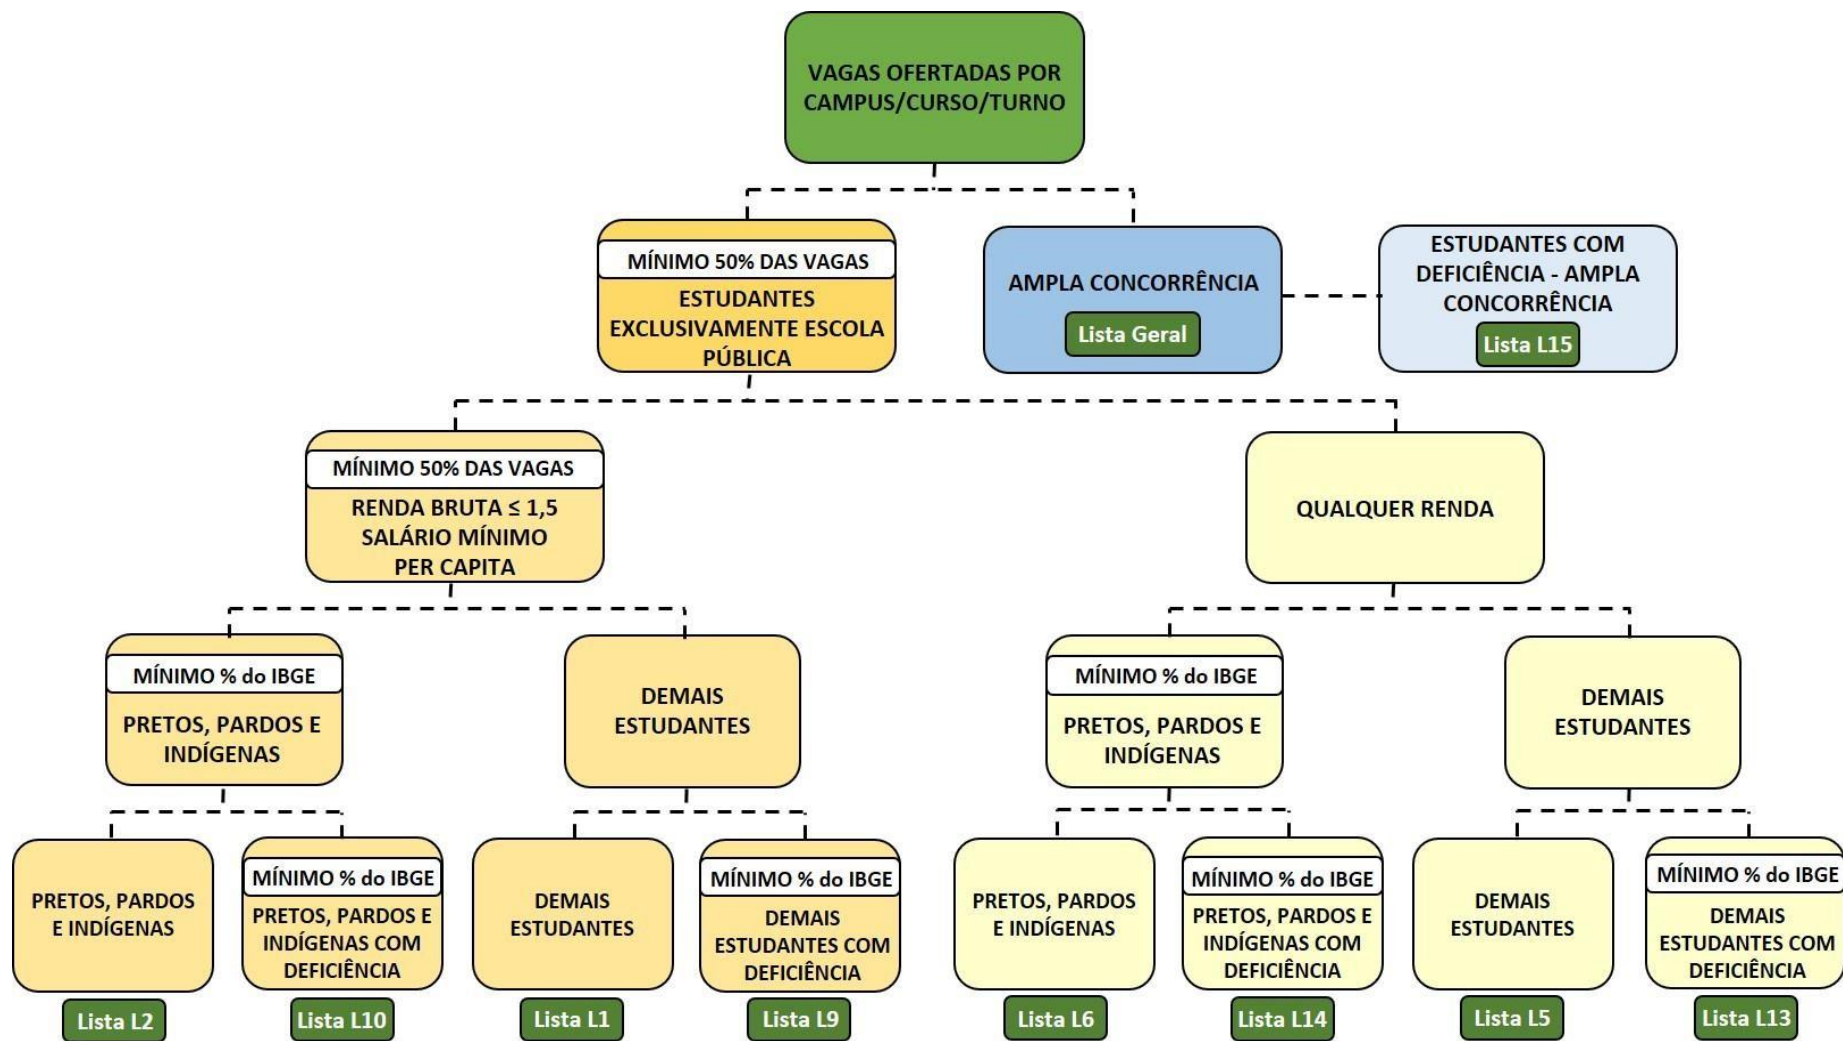 VAGAS OFERTADAS POR
CAMPUS/CURSO/TURNO
MÍNIMO 50% DAS VAGAS
ESTUDANTES
EXCLUSIVAMENTE ESCOLA
PÚBLICA
AMPLA CONCORRÊNCIA
Lista Geral
ESTUDANTES COM
DEFICIÊNCIA - AMPLA
CONCORRÊNCIA
Lista L15
MÍNIMO 50% DAS VAGAS
RENDA BRUTA ≤ 1,5
SALÁRIO MÍNIMO
PER CAPITA
QUALQUER RENDA
MÍNIMO % do IBGE
PRETOS, PARDOS E
INDÍGENAS
DEMAIS
ESTUDANTES
MÍNIMO % do IBGE
PRETOS, PARDOS E
INDÍGENAS
DEMAIS
ESTUDANTES
PRETOS, PARDOS
E INDÍGENAS
Lista L2
MÍNIMO % do IBGE
PRETOS, PARDOS E
INDÍGENAS COM
DEFICIÊNCIA
Lista L10
DEMAIS
ESTUDANTES
Lista L1
MÍNIMO % do IBGE
DEMAIS
ESTUDANTES COM
DEFICIÊNCIA
Lista L9
PRETOS, PARDOS
E INDÍGENAS
Lista L6
MÍNIMO % do IBGE
PRETOS, PARDOS E
INDÍGENAS COM
DEFICIÊNCIA
Lista L14
DEMAIS
ESTUDANTES
Lista L5
MÍNIMO % do IBGE
DEMAIS
ESTUDANTES COM
DEFICIÊNCIA
Lista L13